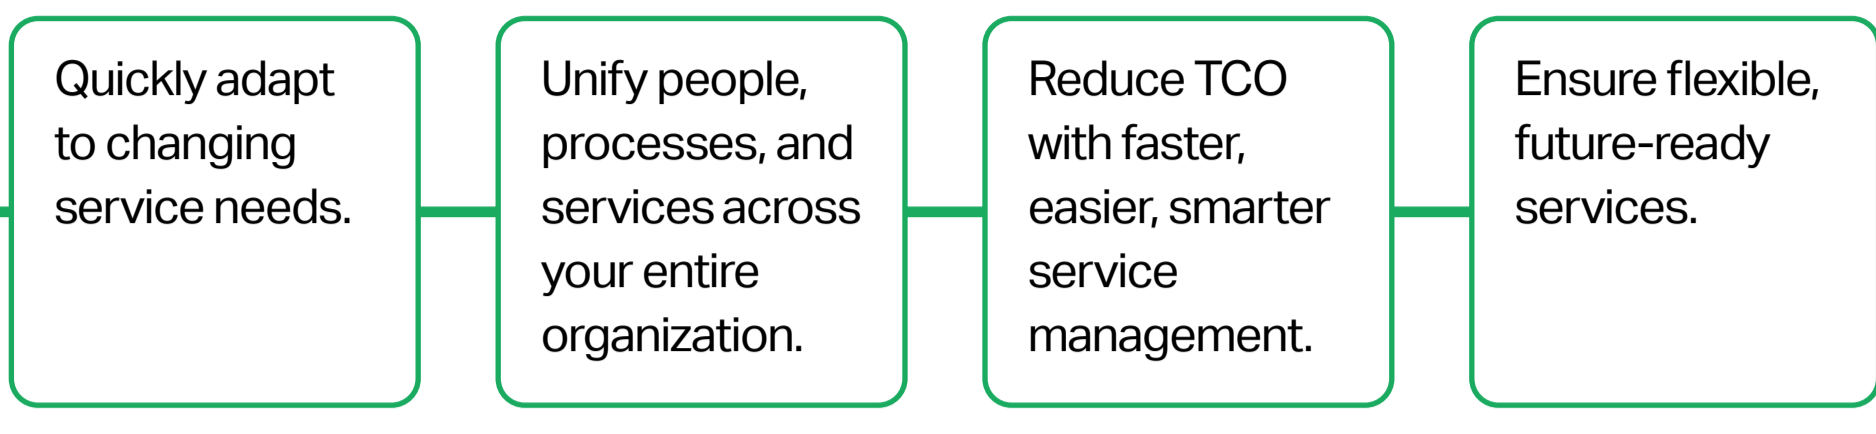 Quickly adapt
to changing
service needs.
Unify people,
processes, and
services across
your entire
organization.
Reduce TCO
with faster,
easier, smarter
service
management.
Ensure flexible,
future-ready
services.